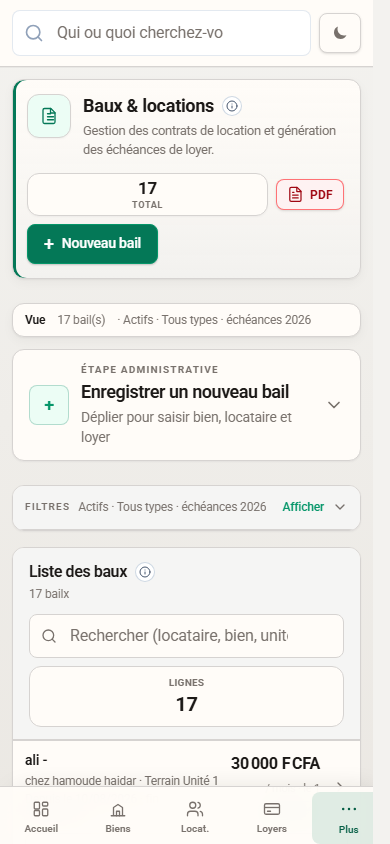 Qui ou quoi cherchez-vo
Baux & locations
Gestion des contrats de location et génération
des échéances de loyer.
17
TOTAL
PDF
+ Nouveau bail
Vue 17 bail(s) · Actifs · Tous types · échéances 2026
ÉTAPE ADMINISTRATIVE
+
Enregistrer un nouveau bail
Déplier pour saisir bien, locataire et
loyer
FILTRES Actifs · Tous types · échéances 2026 Afficher
Liste des baux
17 bailx
Rechercher (locataire, bien, unit
LIGNES
17
ali -
30 000 FCFA
chez hamoude haidar · Terrain Unité 1
Accueil Biens Locat. Loyers Plus